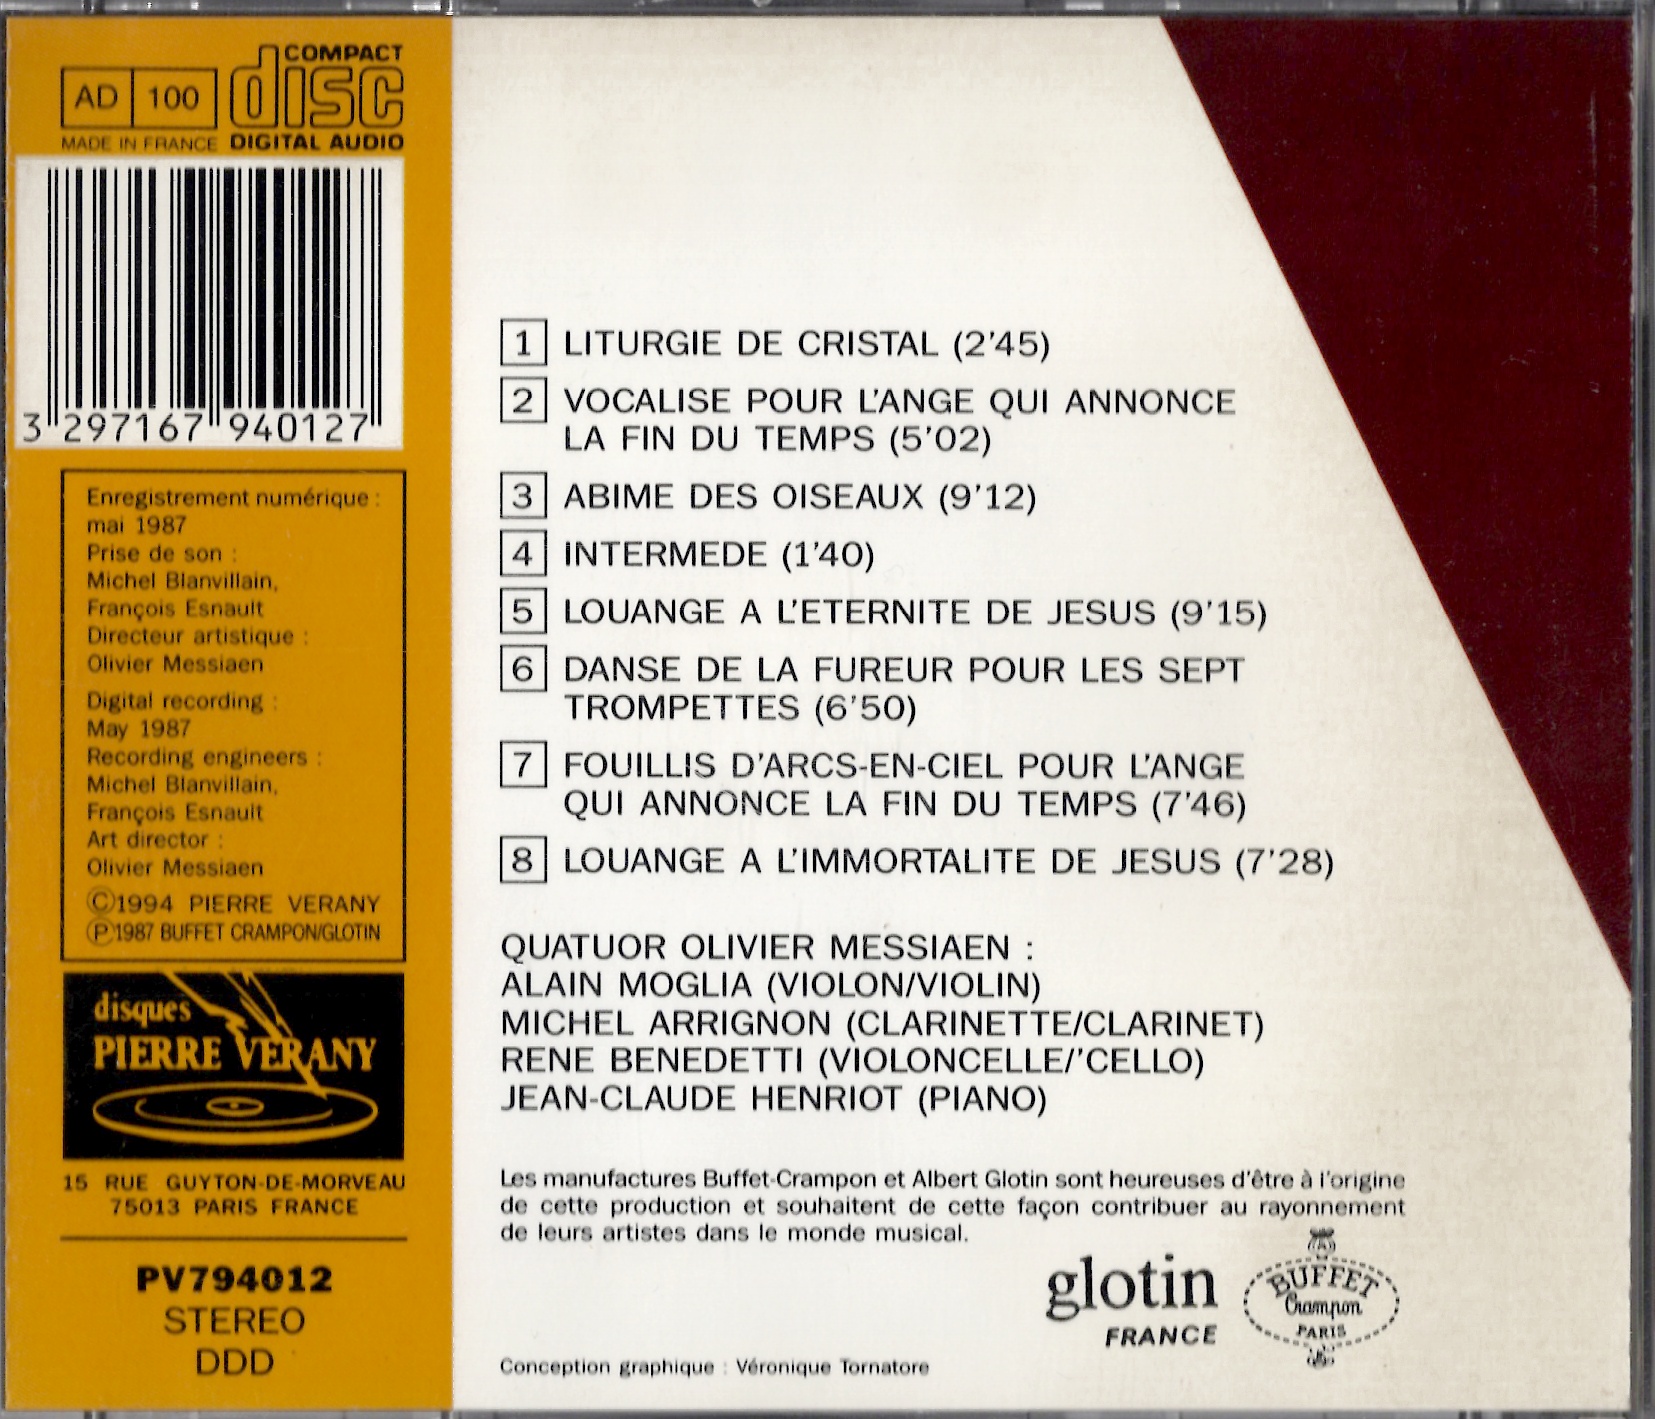 AD 100
COMPACT
disc
DIGITAL AUDIO
MADE IN FRANCE
3 297167 940127
Enregistrement numérique :
mai 1987
Prise de son :
Michel Blanvillain,
François Esnault
Directeur artistique :
Olivier Messiaen
Digital recording :
May 1987
Recording engineers :
Michel Blanvillain,
François Esnault
Art director :
Olivier Messiaen
©1994 PIERRE VERANY
℗1987 BUFFET CRAMPON/GLOTIN
disques
PIERRE VERANY
15 RUE GUYTON-DE-MORVEAU
75013 PARIS FRANCE
PV794012
STEREO
DDD
1 LITURGIE DE CRISTAL (2'45)
2 VOCALISE POUR L'ANGE QUI ANNONCE
LA FIN DU TEMPS (5'02)
3 ABIME DES OISEAUX (9'12)
4 INTERMEDE (1'40)
5 LOUANGE A L'ETERNITE DE JESUS (9'15)
6 DANSE DE LA FUREUR POUR LES SEPT
TROMPETTES (6'50)
7 FOUILLIS D'ARCS-EN-CIEL POUR L'ANGE
QUI ANNONCE LA FIN DU TEMPS (7'46)
8 LOUANGE A L'IMMORTALITE DE JESUS (7'28)
QUATUOR OLIVIER MESSIAEN :
ALAIN MOGLIA (VIOLON/VIOLIN)
MICHEL ARRIGNON (CLARINETTE/CLARINET)
RENE BENEDETTI (VIOLONCELLE/'CELLO)
JEAN-CLAUDE HENRIOT (PIANO)
Les manufactures Buffet-Crampon et Albert Glotin sont heureuses d'être à l'origine
de cette production et souhaitent de cette façon contribuer au rayonnement
de leurs artistes dans le monde musical.
glotin
FRANCE
BUFFET
Crampon
PARIS
Conception graphique : Véronique Tornatore